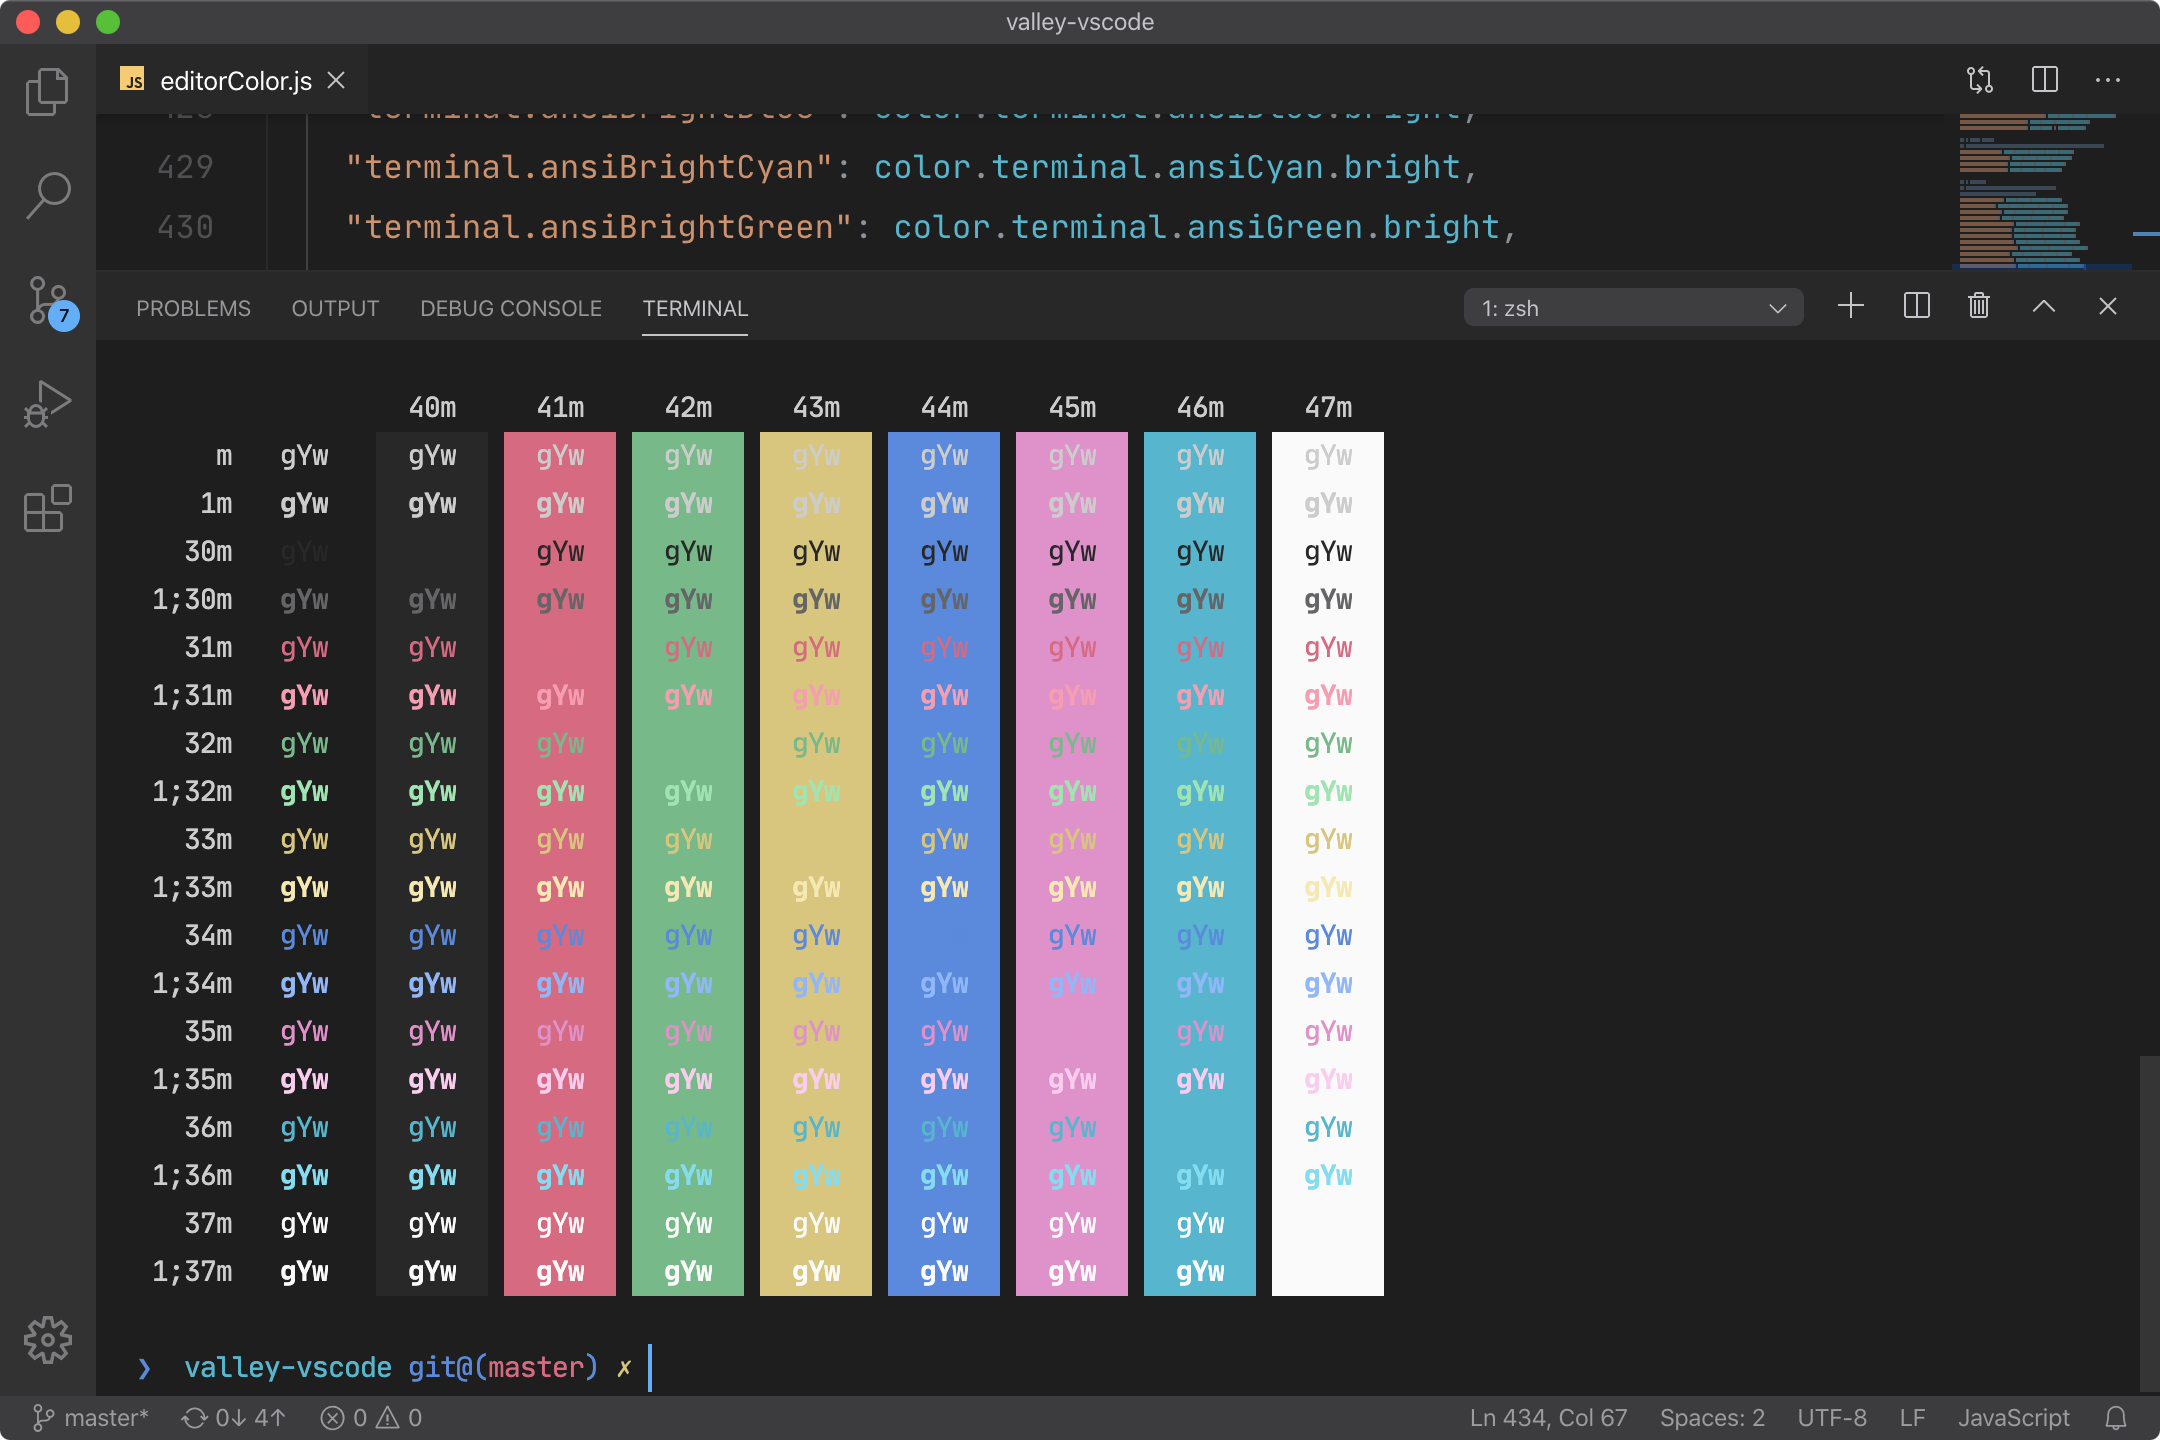 valley-vscode
JS editorColor.js
429 "terminal.ansiBrightCyan": color.terminal.ansiCyan.bright,
430 "terminal.ansiBrightGreen": color.terminal.ansiGreen.bright,
7
PROBLEMS OUTPUT DEBUG CONSOLE TERMINAL 1: zsh
40m 41m 42m 43m 44m 45m 46m 47m
m gYw gYw gYw gYw gYw gYw gYw gYw gYw
1m gYw gYw gYw gYw gYw gYw gYw gYw gYw
30m gYw gYw gYw gYw gYw gYw gYw gYw
1;30m gYw gYw gYw gYw gYw gYw gYw gYw gYw
31m gYw gYw gYw gYw gYw gYw gYw gYw
1;31m gYw gYw gYw gYw gYw gYw gYw gYw gYw
32m gYw gYw gYw gYw gYw gYw gYw gYw
1;32m gYw gYw gYw gYw gYw gYw gYw gYw gYw
33m gYw gYw gYw gYw gYw gYw gYw gYw
1;33m gYw gYw gYw gYw gYw gYw gYw gYw gYw
34m gYw gYw gYw gYw gYw gYw gYw gYw
1;34m gYw gYw gYw gYw gYw gYw gYw gYw gYw
35m gYw gYw gYw gYw gYw gYw gYw gYw
1;35m gYw gYw gYw gYw gYw gYw gYw gYw gYw
36m gYw gYw gYw gYw gYw gYw gYw gYw
1;36m gYw gYw gYw gYw gYw gYw gYw gYw gYw
37m gYw gYw gYw gYw gYw gYw gYw gYw
1;37m gYw gYw gYw gYw gYw gYw gYw gYw
❯ valley-vscode git@(master) ✗
master* 0↓ 4↑ 0 0 Ln 434, Col 67 Spaces: 2 UTF-8 LF JavaScript